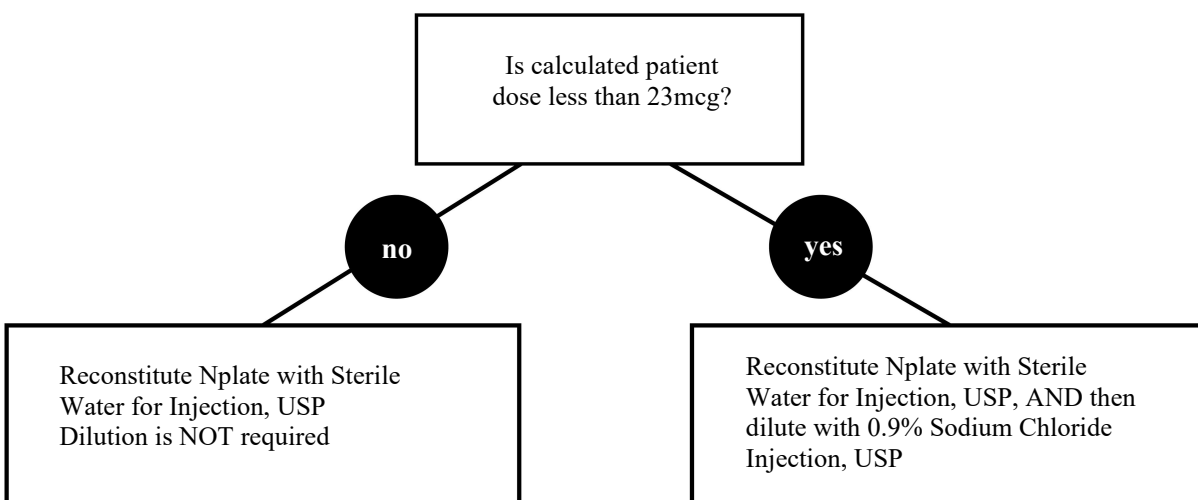 Is calculated patient
dose less than 23mcg?
no
yes
Reconstitute Nplate with Sterile
Water for Injection, USP
Dilution is NOT required
Reconstitute Nplate with Sterile
Water for Injection, USP, AND then
dilute with 0.9% Sodium Chloride
Injection, USP